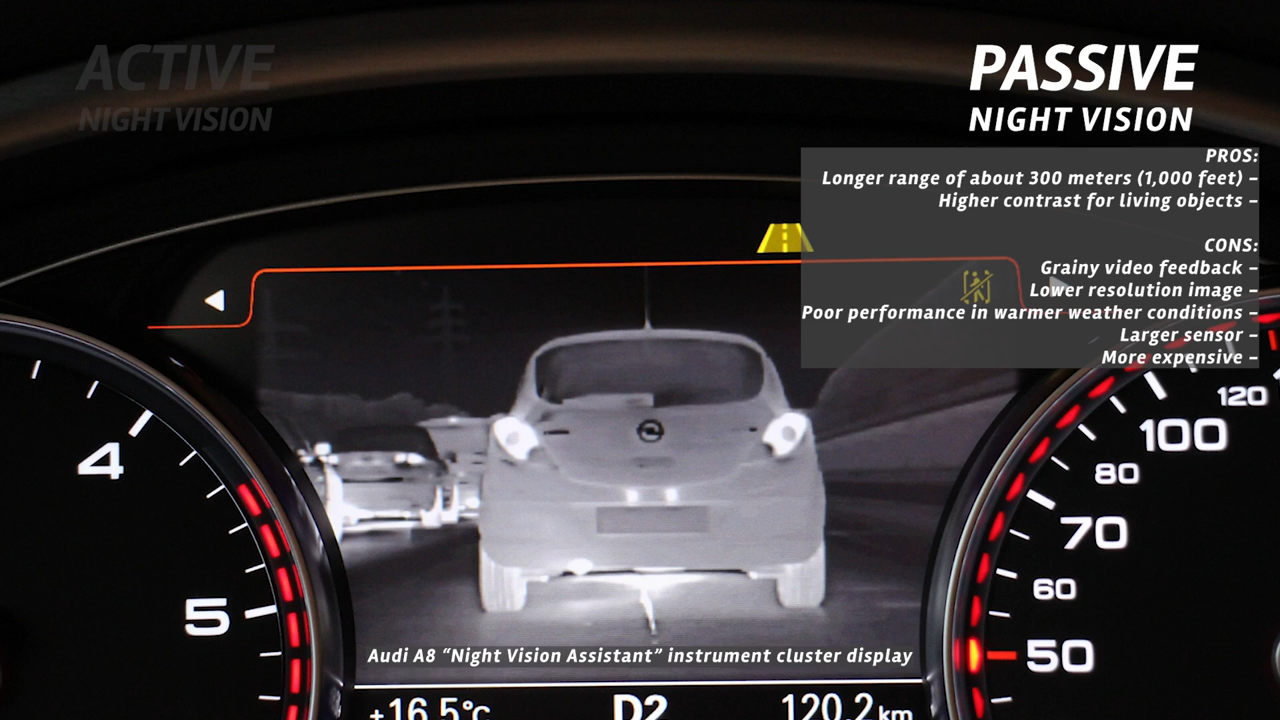 ACTIVE
NIGHT VISION
PASSIVE
NIGHT VISION
PROS:
Longer range of about 300 meters (1,000 feet) –
Higher contrast for living objects –
CONS:
Grainy video feedback –
Lower resolution image –
Poor performance in warmer weather conditions –
Larger sensor –
More expensive –
4
5
120
100
80
70
60
50
Audi A8 “Night Vision Assistant” instrument cluster display
+16.5°C D2 120.2 km